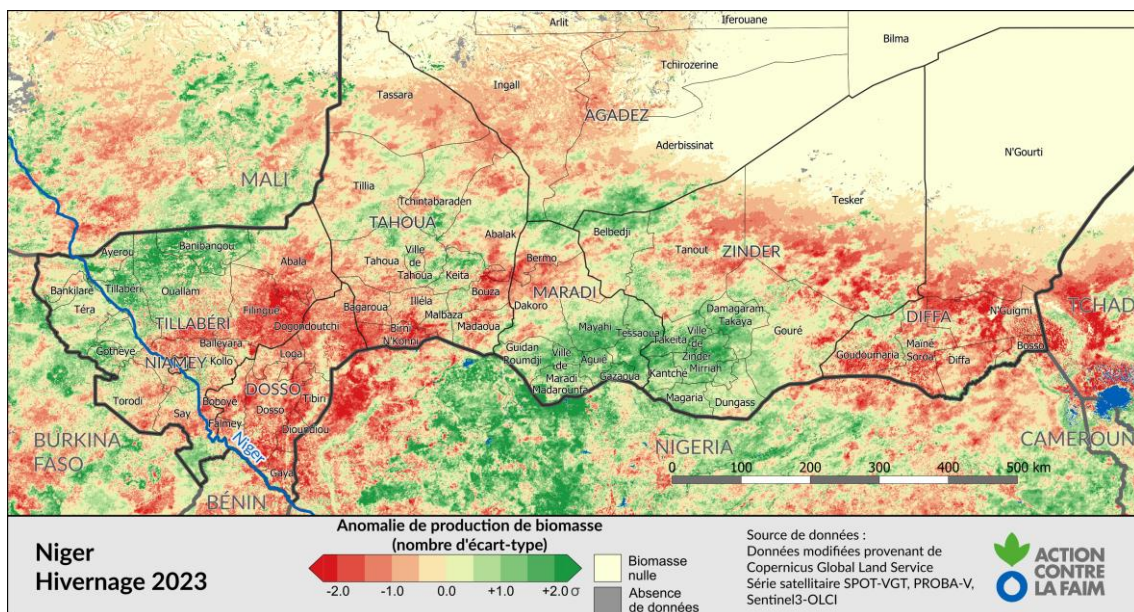 Arlit
Iferouane
Bilma
Tchirozerine
Ingall
Tassara
AGADEZ
Aderbissinat
N'Gourti
MALI
Tillia
Tesker
Tchintabaraden
TAHOUA
Belbedji
Abalak
Banibangou
Ayerou
Tanout
ZINDER
Abala
Ville
de
Tahoua
Tahoua
Keita
Bermo
Bankilaré
Tillabéri
Ouallam
Bouza
MARADI
TCHAD
Téra
Filingué
Bagaroua
Illéla
Dakoro
Damagaram
Takaya
N'Guigmi
DIFFA
TILLABÉRI
Dogondoutchi
Malbaza
Mayahi
Tessaoua
Gouré
Birni
N'Konni
Madaoua
Takeita
Ville
de
Zinder
Maïné
Soroa
Bosso
Gotheye
Balleyara
NIAMEY
Kollo
Loga
Guidan
Roumdji
Ville
de
Maradi
Aguié
Mirriah
Goudoumaria
Diffa
Kantché
Gazaoua
Madarounfa
DOSSO
Tibiri
Torodi
Say
Boboye
Dosso
Magaria
Dungass
Falmey
Dioundiou
BURKINA
FASO
Niger
NIGERIA
CAMEROUN
Gaya
BÉNIN
0 100 200 300 400 500 km
Niger
Hivernage 2023
Anomalie de production de biomasse
(nombre d'écart-type)
-2.0 -1.0 0.0 +1.0 +2.0 σ
Biomasse
nulle
Absence
de données
Source de données :
Données modifiées provenant de
Copernicus Global Land Service
Série satellitaire SPOT-VGT, PROBA-V,
Sentinel3-OLCI
ACTION
CONTRE
LA FAIM